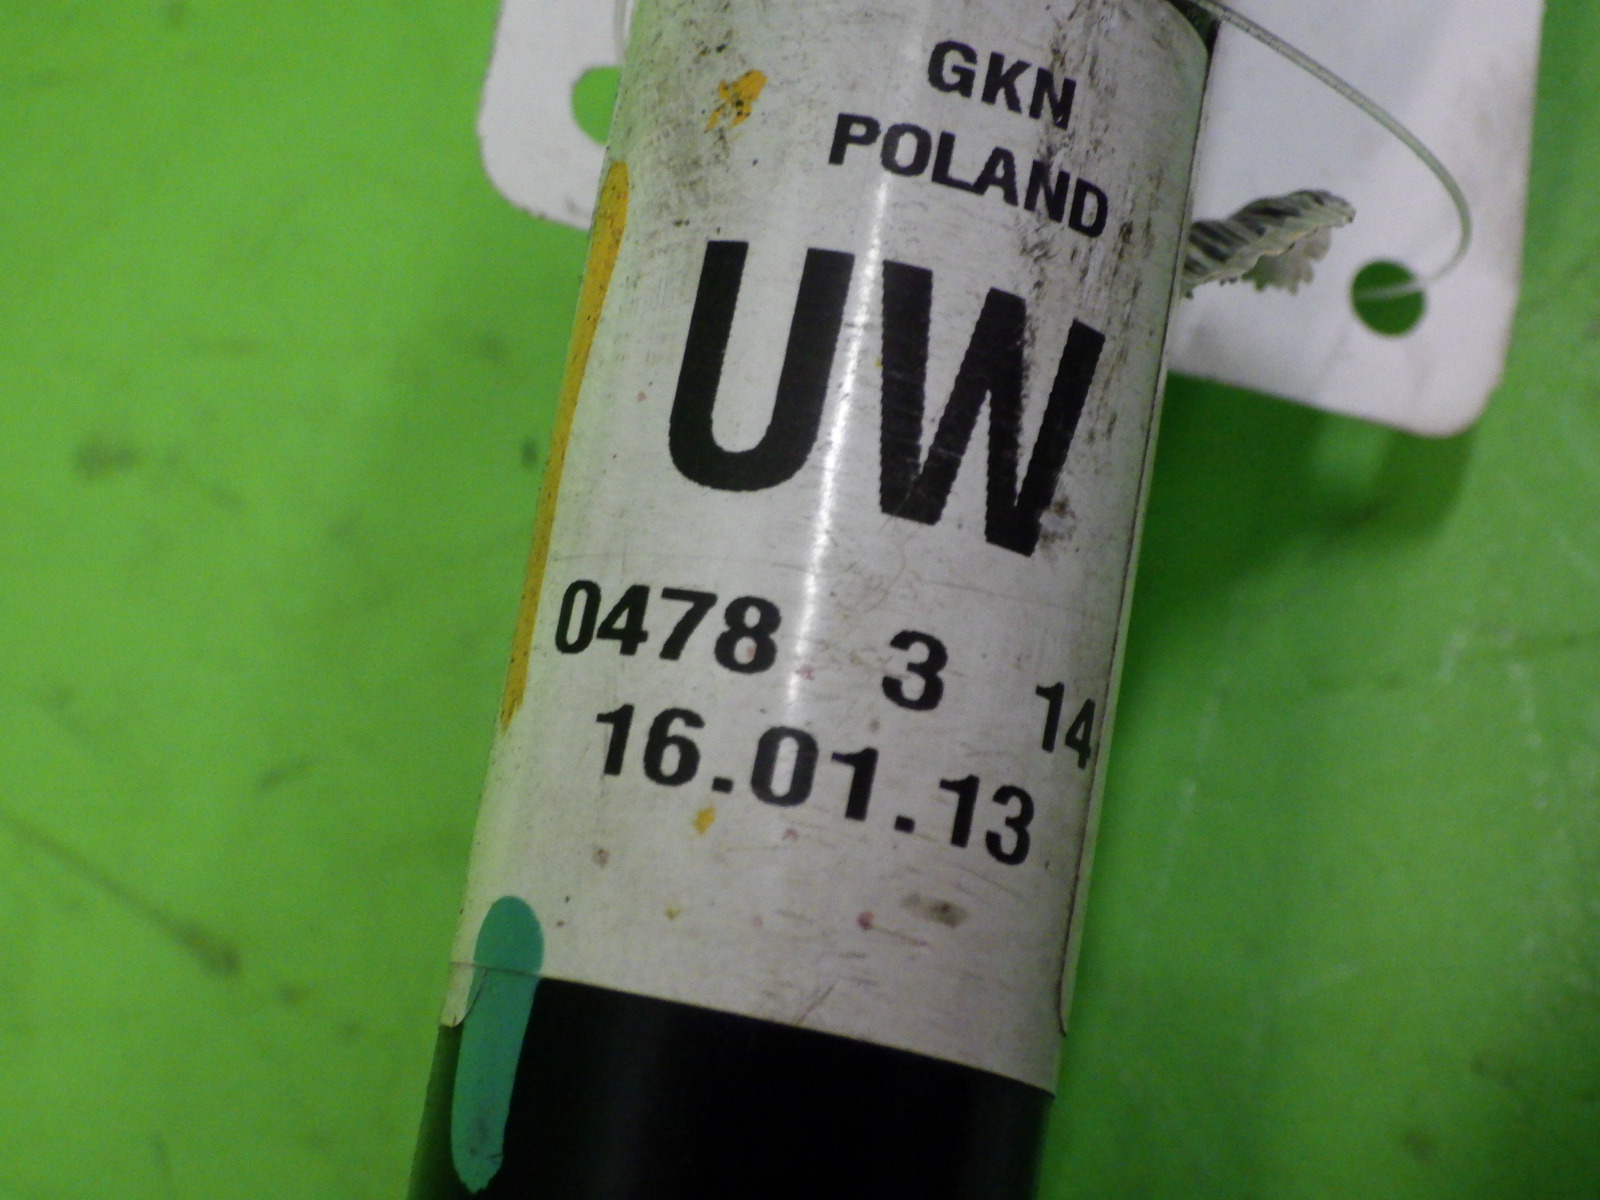 GKN
POLAND
UW
0478 3 14
16.01.13